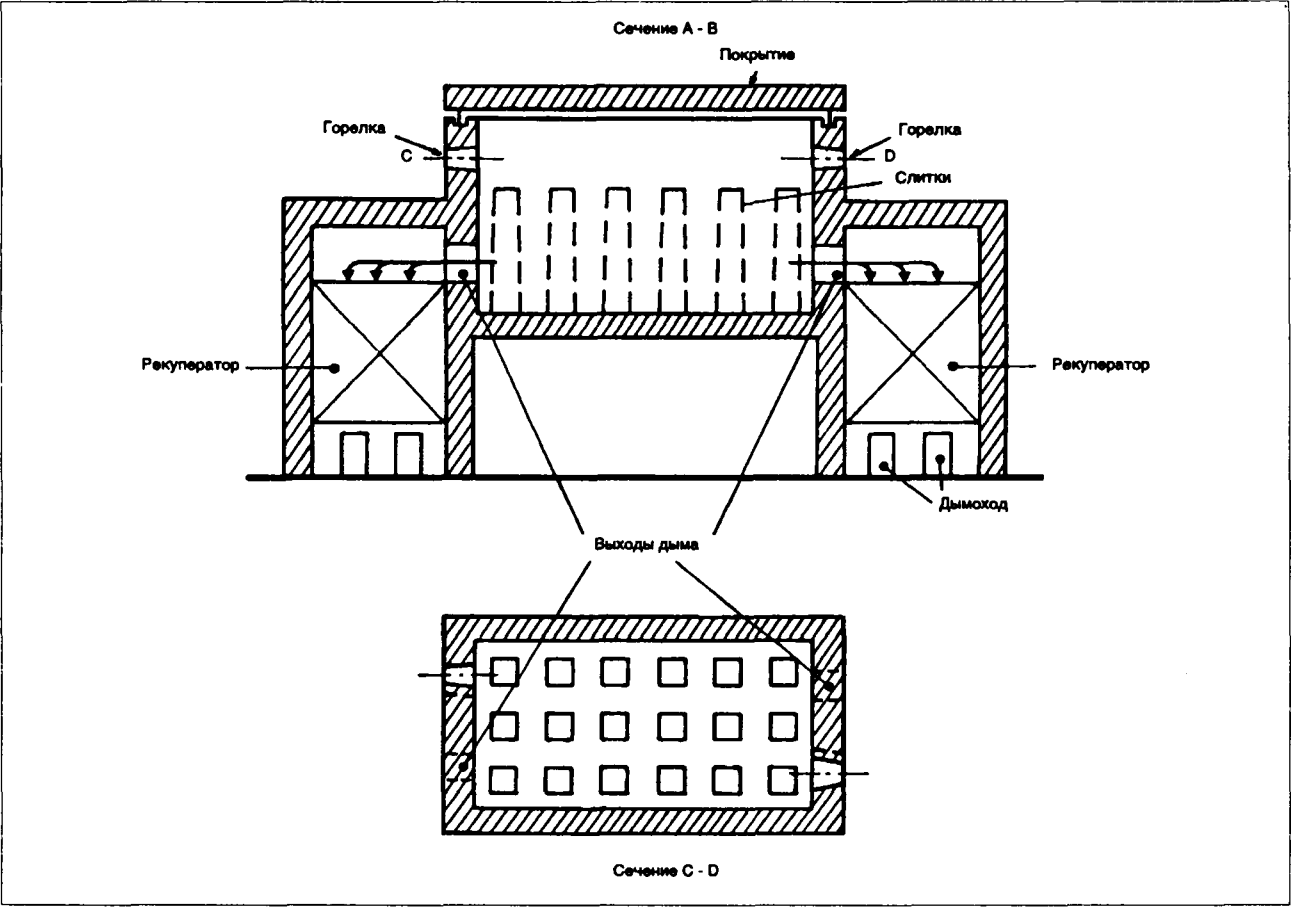 Сечение A - B
Покрытие
Горелка
Горелка
C
D
Слитки
Рекуператор
Рекуператор
Дымоход
Выходы дыма
Сечение C - D